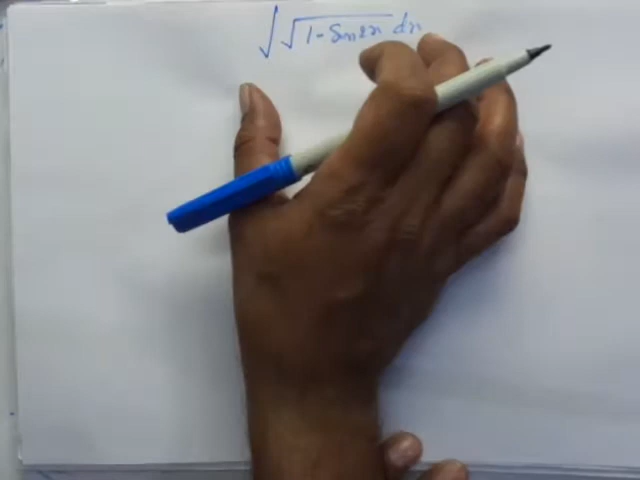 ∫ √(1 - Sin2x) dx